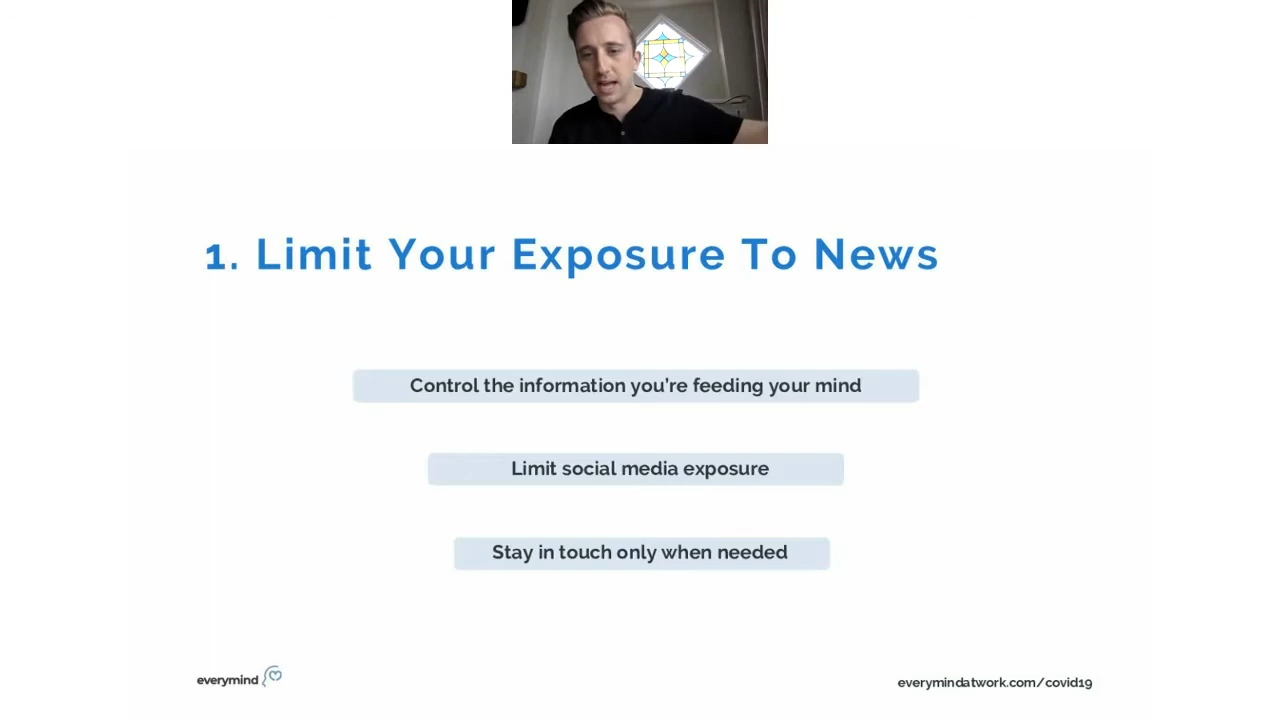 1. Limit Your Exposure To News
Control the information you're feeding your mind
Limit social media exposure
Stay in touch only when needed
everymind
everymindatwork.com/covid19